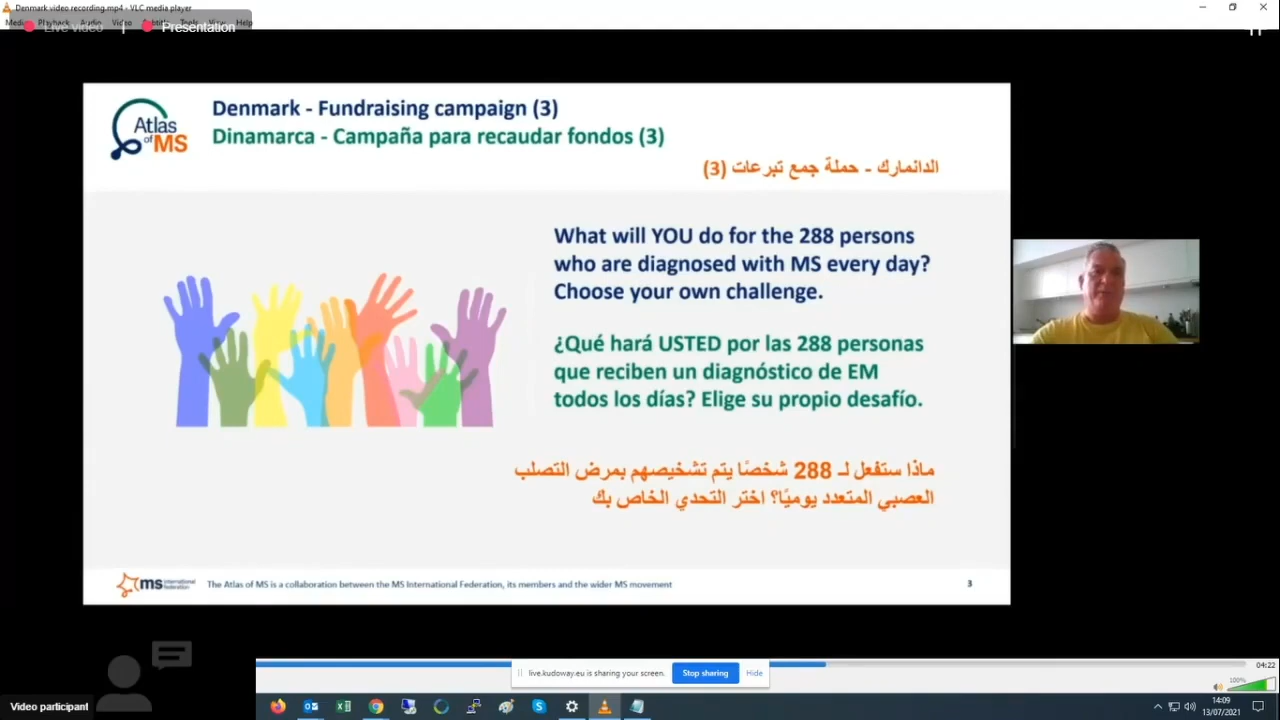 Denmark video recording.mp4 - VLC media player
Media Playback Audio Video Subtitle Tools View Help
Live video | Presentation
Atlas of MS
Denmark - Fundraising campaign (3)
Dinamarca - Campaña para recaudar fondos (3)
الدانمارك - حملة جمع تبرعات (3)
What will YOU do for the 288 persons
who are diagnosed with MS every day?
Choose your own challenge.
¿Qué hará USTED por las 288 personas
que reciben un diagnóstico de EM
todos los días? Elige su propio desafío.
ماذا ستفعل لـ 288 شخصًا يتم تشخيصهم بمرض التصلب
العصبي المتعدد يوميًا؟ اختر التحدي الخاص بك
ms international federation
The Atlas of MS is a collaboration between the MS International Federation, its members and the wider MS movement
3
04:22
live.kudoway.eu is sharing your screen. Stop sharing Hide
100%
Video participant
14:09
13/07/2021